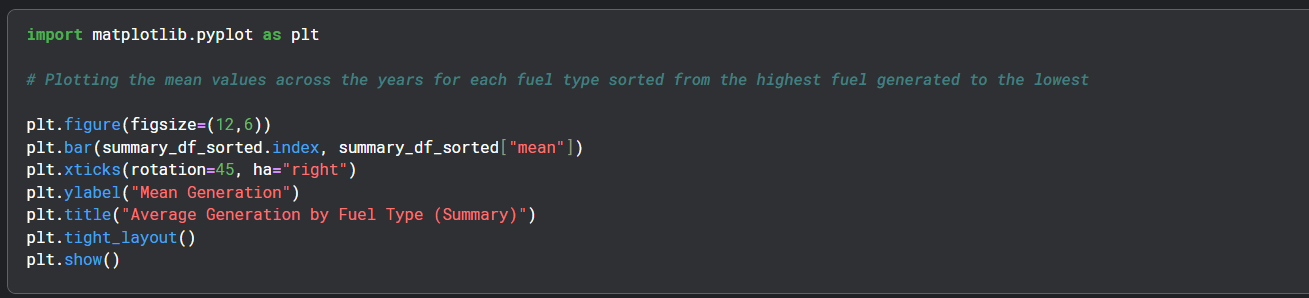 import matplotlib.pyplot as plt
# Plotting the mean values across the years for each fuel type sorted from the highest fuel generated to the lowest
plt.figure(figsize=(12,6))
plt.bar(summary_df_sorted.index, summary_df_sorted["mean"])
plt.xticks(rotation=45, ha="right")
plt.ylabel("Mean Generation")
plt.title("Average Generation by Fuel Type (Summary)")
plt.tight_layout()
plt.show()